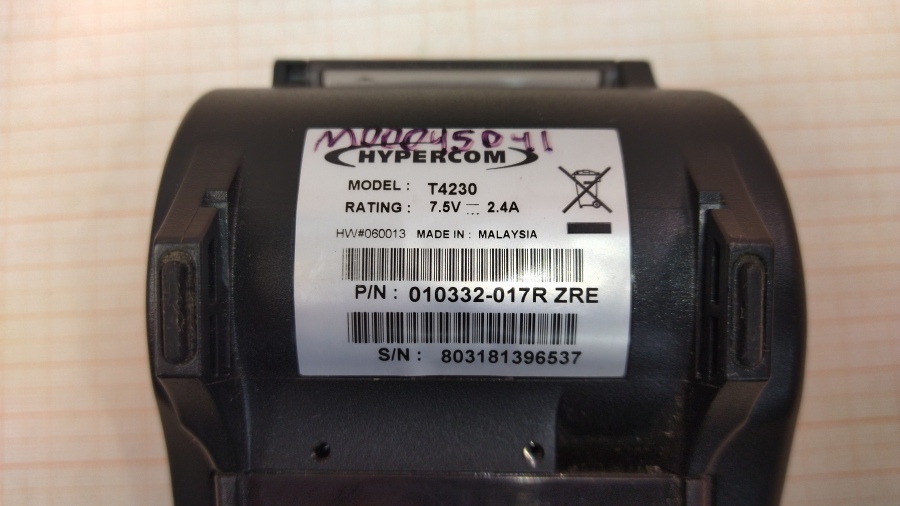 M00045041
HYPERCOM
MODEL : T4230
RATING : 7.5V ⎓ 2.4A
HW#060013 MADE IN : MALAYSIA
P/N : 010332-017R ZRE
S/N : 803181396537